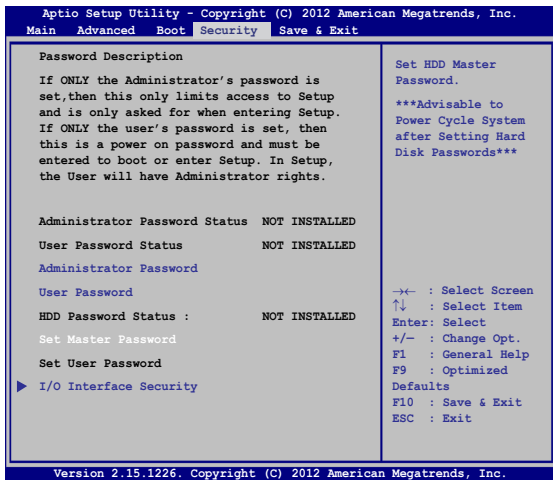 Aptio Setup Utility - Copyright (C) 2012 American Megatrends, Inc.
Main Advanced Boot Security Save & Exit
Password Description
If ONLY the Administrator's password is
set,then this only limits access to Setup
and is only asked for when entering Setup.
If ONLY the user's password is set, then
this is a power on password and must be
entered to boot or enter Setup. In Setup,
the User will have Administrator rights.
Administrator Password Status NOT INSTALLED
User Password Status NOT INSTALLED
Administrator Password
User Password
HDD Password Status : NOT INSTALLED
Set Master Password
Set User Password
I/O Interface Security
Set HDD Master
Password.
***Advisable to
Power Cycle System
after Setting Hard
Disk Passwords***
→← : Select Screen
↑↓ : Select Item
Enter: Select
+/— : Change Opt.
F1 : General Help
F9 : Optimized
Defaults
F10 : Save & Exit
ESC : Exit
Version 2.15.1226. Copyright (C) 2012 American Megatrends, Inc.